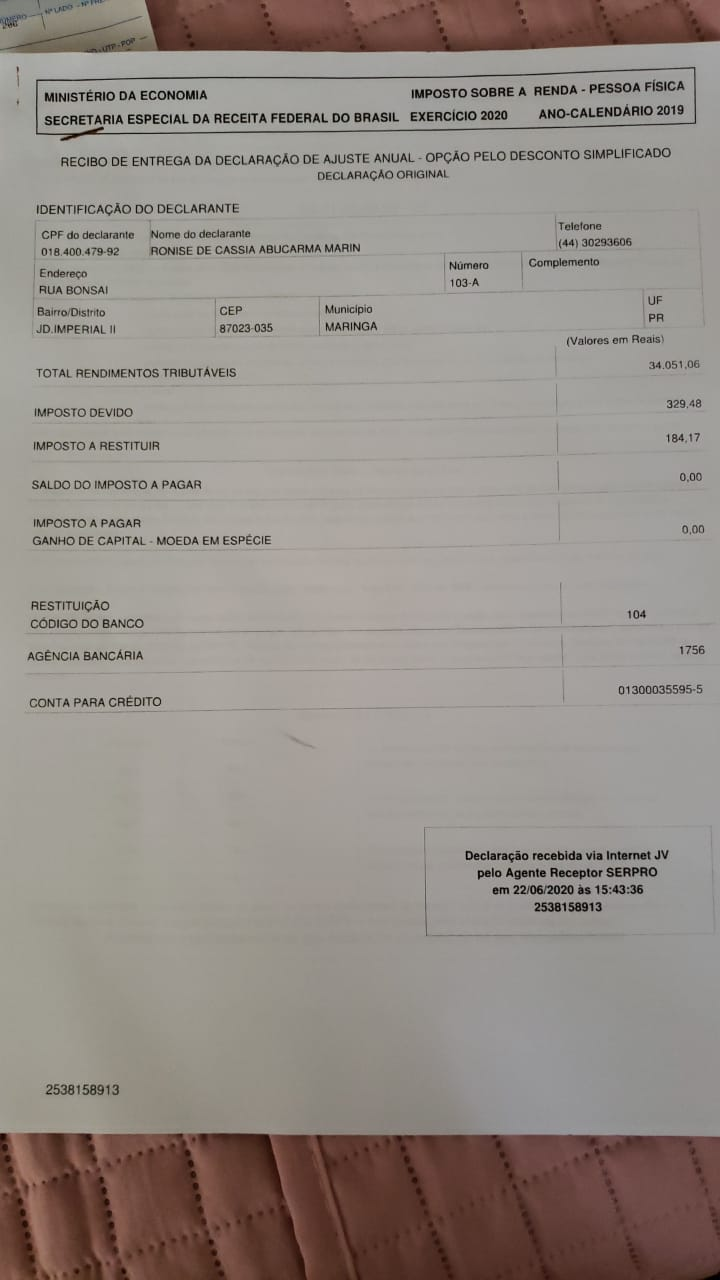 Nº LADO
206
UTP - POP
MINISTÉRIO DA ECONOMIA IMPOSTO SOBRE A RENDA - PESSOA FÍSICA
SECRETARIA ESPECIAL DA RECEITA FEDERAL DO BRASIL EXERCÍCIO 2020 ANO-CALENDÁRIO 2019
RECIBO DE ENTREGA DA DECLARAÇÃO DE AJUSTE ANUAL - OPÇÃO PELO DESCONTO SIMPLIFICADO
DECLARAÇÃO ORIGINAL
IDENTIFICAÇÃO DO DECLARANTE
CPF do declarante Nome do declarante Telefone
018.400.479-92 RONISE DE CASSIA ABUCARMA MARIN (44) 30293606
Endereço Número Complemento
RUA BONSAI 103-A
Bairro/Distrito CEP Município UF
JD.IMPERIAL II 87023-035 MARINGA PR
(Valores em Reais)
TOTAL RENDIMENTOS TRIBUTÁVEIS 34.051,06
IMPOSTO DEVIDO 329,48
IMPOSTO A RESTITUIR 184,17
SALDO DO IMPOSTO A PAGAR 0,00
IMPOSTO A PAGAR
GANHO DE CAPITAL - MOEDA EM ESPÉCIE 0,00
RESTITUIÇÃO
CÓDIGO DO BANCO 104
AGÊNCIA BANCÁRIA 1756
CONTA PARA CRÉDITO 01300035595-5
Declaração recebida via Internet JV
pelo Agente Receptor SERPRO
em 22/06/2020 às 15:43:36
2538158913
2538158913